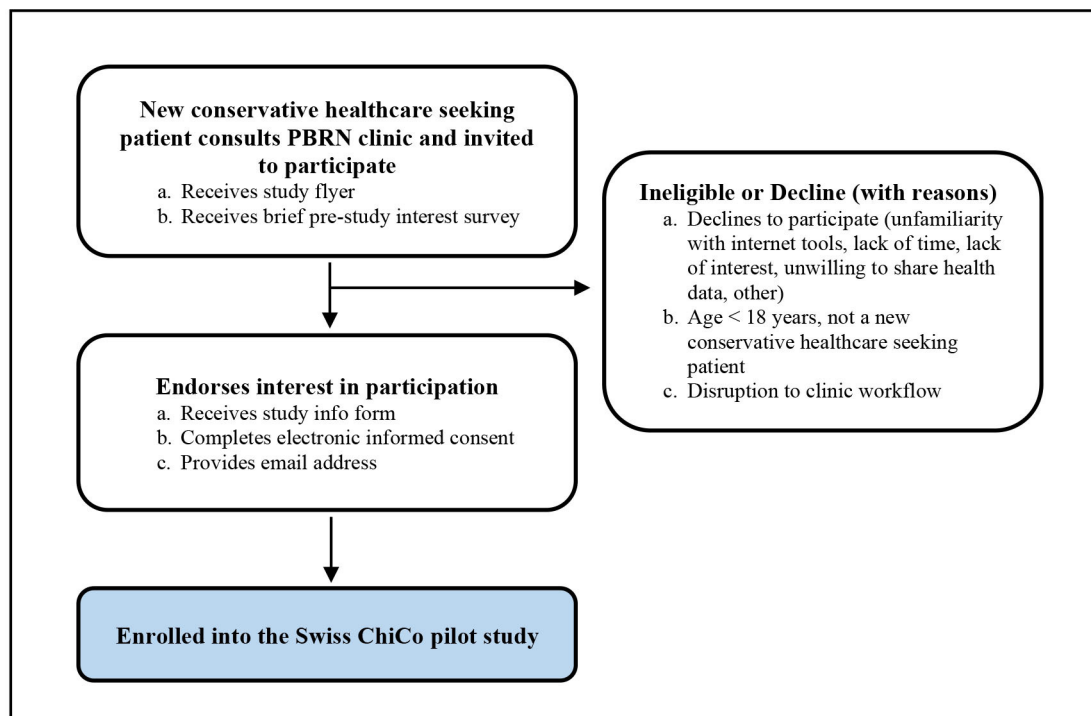 New conservative healthcare seeking
patient consults PBRN clinic and invited
to participate
a. Receives study flyer
b. Receives brief pre-study interest survey
Ineligible or Decline (with reasons)
a. Declines to participate (unfamiliarity
with internet tools, lack of time, lack
of interest, unwilling to share health
data, other)
b. Age < 18 years, not a new
conservative healthcare seeking
patient
c. Disruption to clinic workflow
Endorses interest in participation
a. Receives study info form
b. Completes electronic informed consent
c. Provides email address
Enrolled into the Swiss ChiCo pilot study